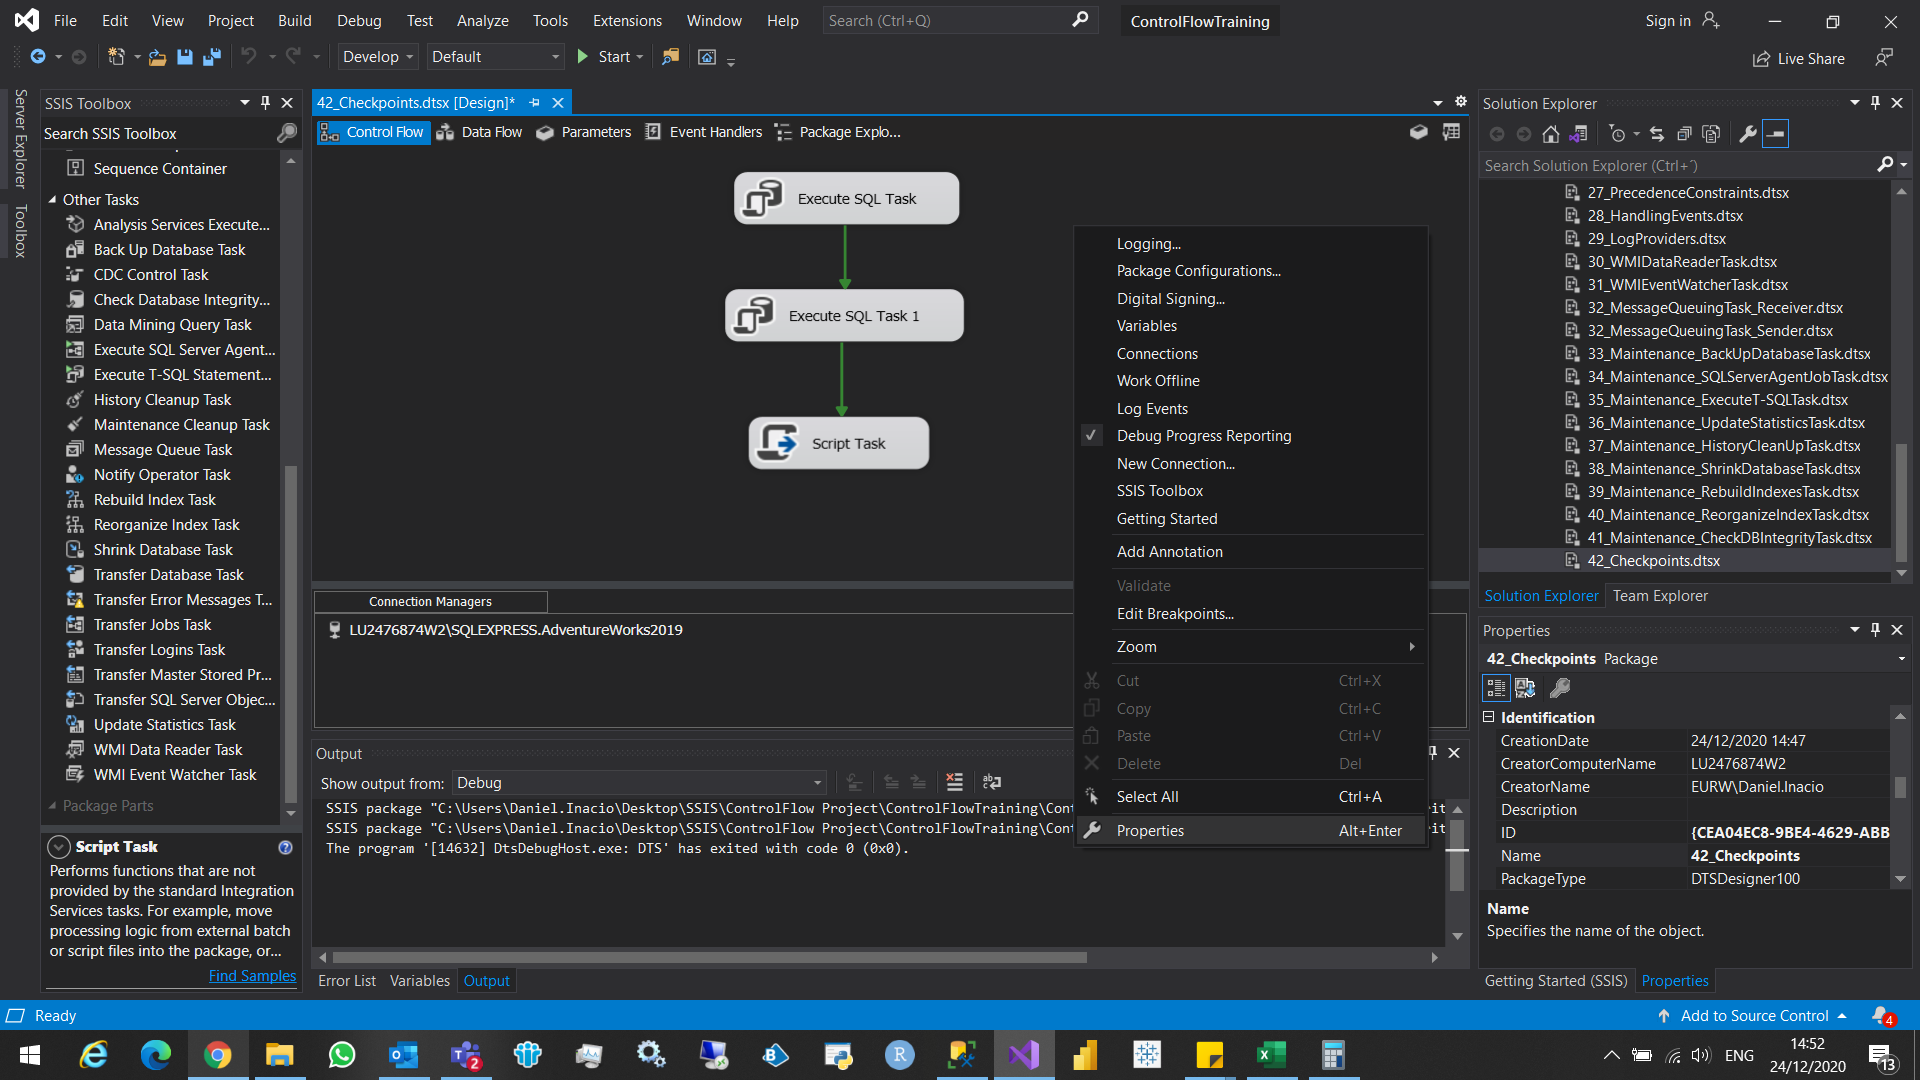 File Edit View Project Build Debug Test Analyze Tools Extensions Window Help Search (Ctrl+Q) ControlFlowTraining Sign in
Develop Default Start Live Share
Server Explorer
Toolbox
SSIS Toolbox
Search SSIS Toolbox
Sequence Container
Other Tasks
Analysis Services Execute...
Back Up Database Task
CDC Control Task
Check Database Integrity...
Data Mining Query Task
Execute SQL Server Agent...
Execute T-SQL Statement...
History Cleanup Task
Maintenance Cleanup Task
Message Queue Task
Notify Operator Task
Rebuild Index Task
Reorganize Index Task
Shrink Database Task
Transfer Database Task
Transfer Error Messages T...
Transfer Jobs Task
Transfer Logins Task
Transfer Master Stored Pr...
Transfer SQL Server Objec...
Update Statistics Task
WMI Data Reader Task
WMI Event Watcher Task
Package Parts
Script Task
Performs functions that are not
provided by the standard Integration
Services tasks. For example, move
processing logic from external batch
or script files into the package, or...
Find Samples
42_Checkpoints.dtsx [Design]*
Control Flow Data Flow Parameters Event Handlers Package Explo...
Execute SQL Task
Execute SQL Task 1
Script Task
Connection Managers
LU2476874W2\SQLEXPRESS.AdventureWorks2019
Logging...
Package Configurations...
Digital Signing...
Variables
Connections
Work Offline
Log Events
Debug Progress Reporting
New Connection...
SSIS Toolbox
Getting Started
Add Annotation
Validate
Edit Breakpoints...
Zoom
Cut Ctrl+X
Copy Ctrl+C
Paste Ctrl+V
Delete Del
Select All Ctrl+A
Properties Alt+Enter
Output
Show output from: Debug
SSIS package "C:\Users\Daniel.Inacio\Desktop\SSIS\ControlFlow Project\ControlFlowTraining\Con
SSIS package "C:\Users\Daniel.Inacio\Desktop\SSIS\ControlFlow Project\ControlFlowTraining\Con
The program '[14632] DtsDebugHost.exe: DTS' has exited with code 0 (0x0).
Error List Variables Output
Solution Explorer
Search Solution Explorer (Ctrl+´)
27_PrecedenceConstraints.dtsx
28_HandlingEvents.dtsx
29_LogProviders.dtsx
30_WMIDataReaderTask.dtsx
31_WMIEventWatcherTask.dtsx
32_MessageQueuingTask_Receiver.dtsx
32_MessageQueuingTask_Sender.dtsx
33_Maintenance_BackUpDatabaseTask.dtsx
34_Maintenance_SQLServerAgentJobTask.dtsx
35_Maintenance_ExecuteT-SQLTask.dtsx
36_Maintenance_UpdateStatisticsTask.dtsx
37_Maintenance_HistoryCleanUpTask.dtsx
38_Maintenance_ShrinkDatabaseTask.dtsx
39_Maintenance_RebuildIndexesTask.dtsx
40_Maintenance_ReorganizeIndexTask.dtsx
41_Maintenance_CheckDBIntegrityTask.dtsx
42_Checkpoints.dtsx
Solution Explorer Team Explorer
Properties
42_Checkpoints Package
Identification
CreationDate 24/12/2020 14:47
CreatorComputerName LU2476874W2
CreatorName EURW\Daniel.Inacio
Description
ID {CEA04EC8-9BE4-4629-ABB
Name 42_Checkpoints
PackageType DTSDesigner100
Name
Specifies the name of the object.
Getting Started (SSIS) Properties
Ready Add to Source Control 4
2 ENG 14:52
24/12/2020 13